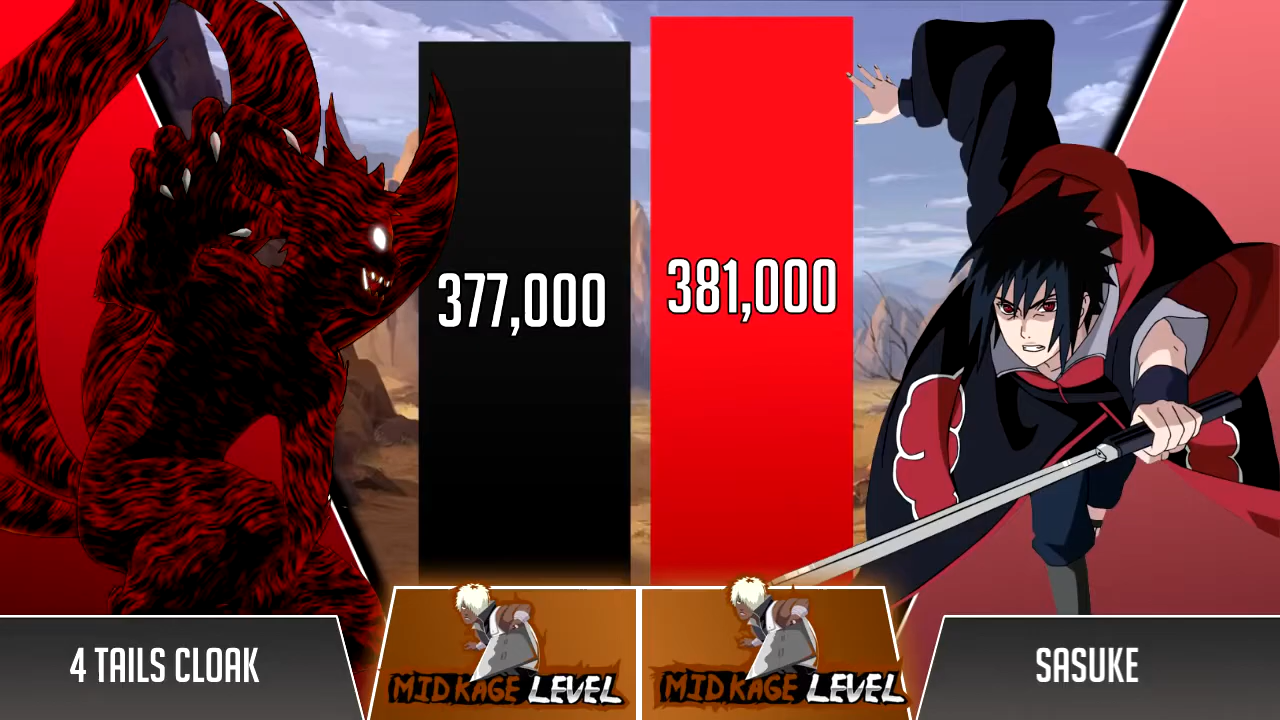 377,000
381,000
4 TAILS CLOAK
MID KAGE LEVEL
MID KAGE LEVEL
SASUKE